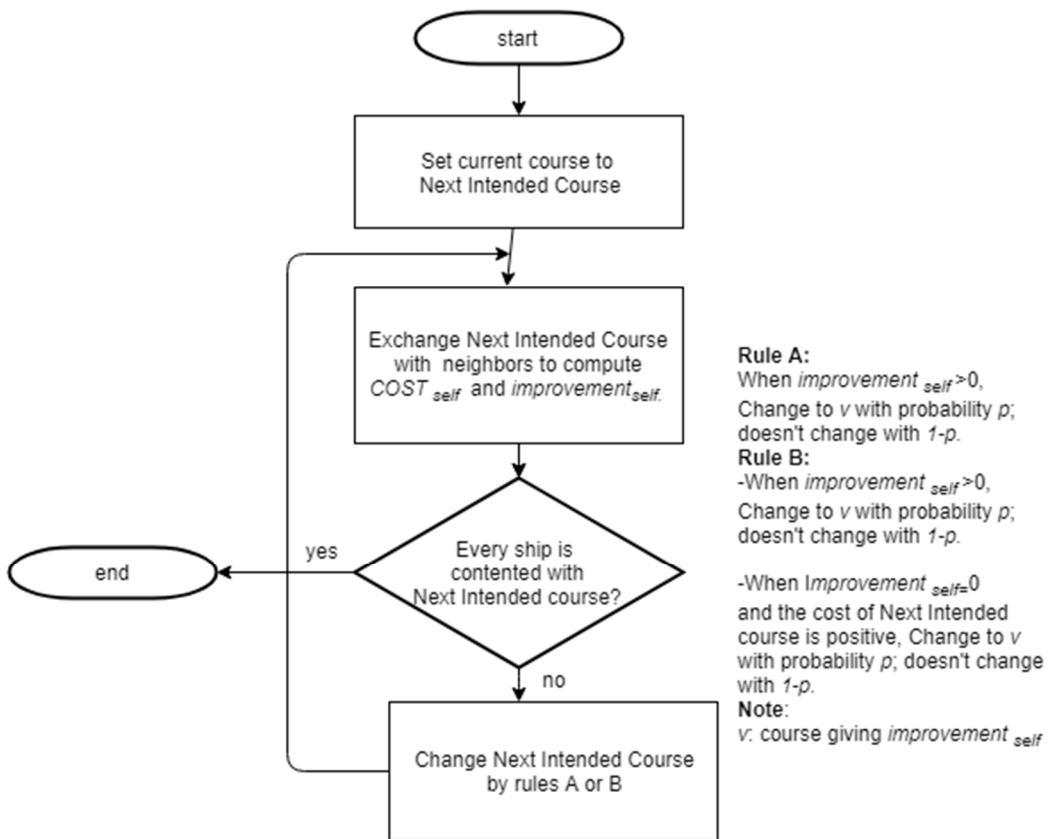 start
Set current course to
Next Intended Course
Exchange Next Intended Course
with neighbors to compute
COST self and improvement self.
Every ship is
contented with
Next Intended course?
yes
end
no
Change Next Intended Course
by rules A or B
Rule A:
When improvement self >0,
Change to v with probability p;
doesn't change with 1-p.
Rule B:
-When improvement self >0,
Change to v with probability p;
doesn't change with 1-p.
-When Improvement self=0
and the cost of Next Intended
course is positive, Change to v
with probability p; doesn't change
with 1-p.
Note:
v: course giving improvement self